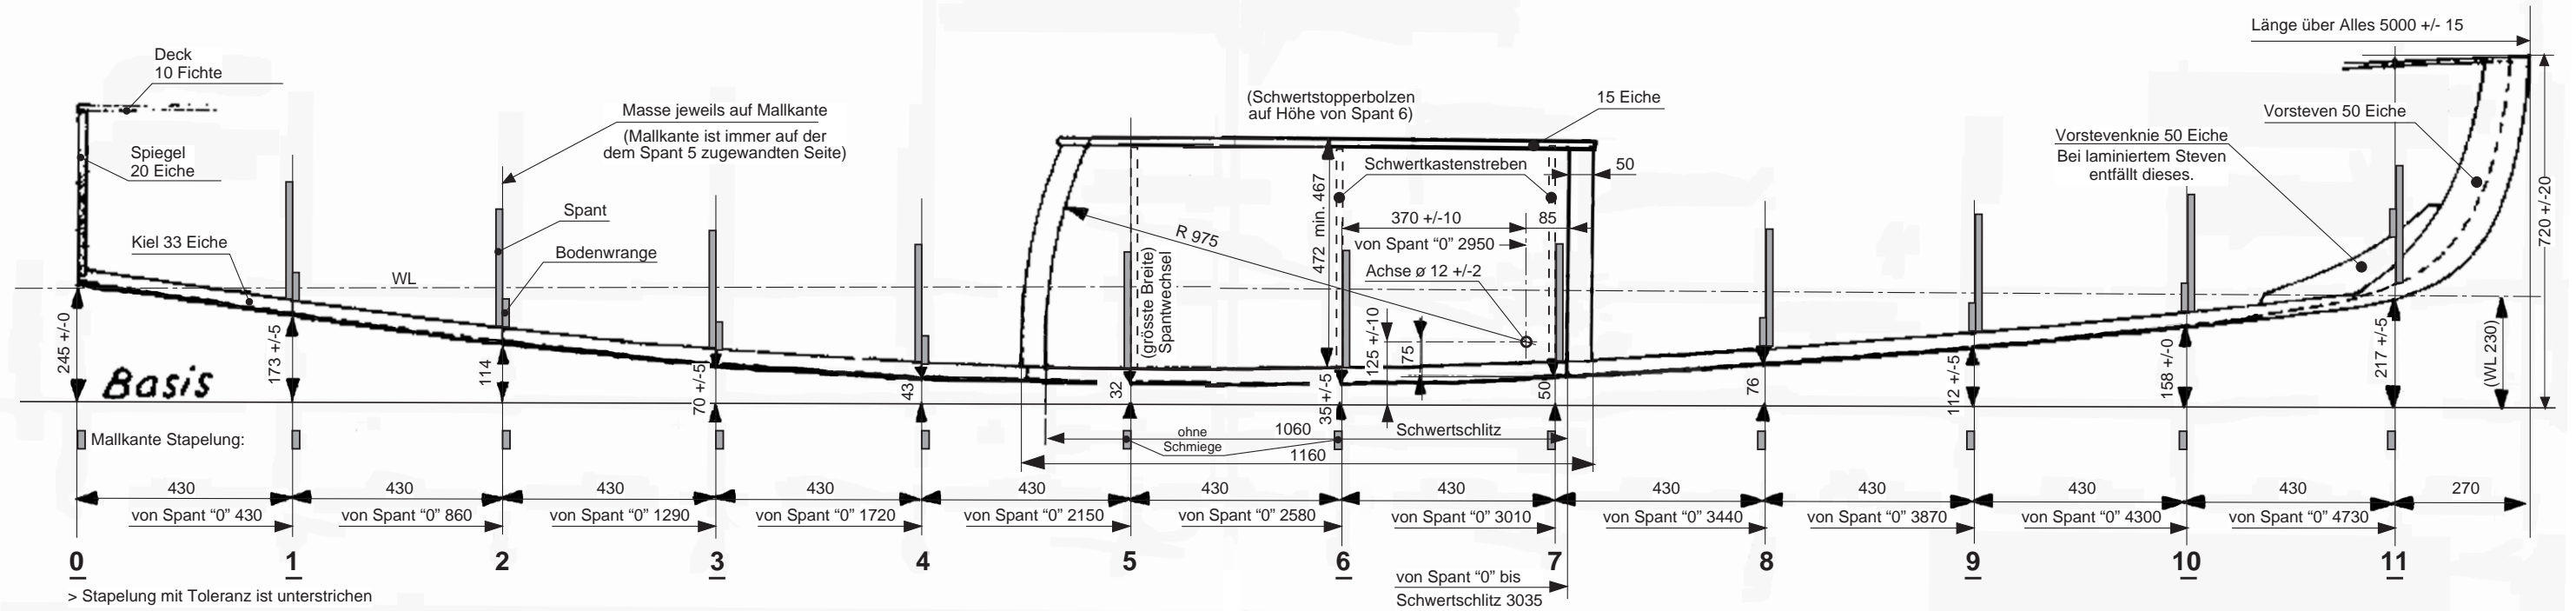 Länge über Alles 5000 +/- 15
Deck
10 Fichte
Masse jeweils auf Mallkante
(Mallkante ist immer auf der
dem Spant 5 zugewandten Seite)
(Schwertstopperbolzen
auf Höhe von Spant 6)
15 Eiche
Vorsteven 50 Eiche
Vorstevenknie 50 Eiche
Bei laminiertem Steven
entfällt dieses.
Spiegel
20 Eiche
Schwertkastenstreben
50
Spant
Kiel 33 Eiche
Bodenwrange
WL
R 975
472 min. 467
370 +/-10
85
von Spant “0” 2950
Achse ø 12 +/-2
(grösste Breite)
Spantwechsel
720 +/-20
245 +/-0
173 +/-5
114
70 +/-5
43
32
35 +/-5
125 +/-10
75
50
76
112 +/-5
158 +/-0
217 +/-5
(WL 230)
Basis
Mallkante Stapelung:
ohne
Schmiege
1060
Schwertschlitz
1160
430
430
430
430
430
430
430
430
430
430
430
270
von Spant “0” 430
von Spant “0” 860
von Spant “0” 1290
von Spant “0” 1720
von Spant “0” 2150
von Spant “0” 2580
von Spant “0” 3010
von Spant “0” 3440
von Spant “0” 3870
von Spant “0” 4300
von Spant “0” 4730
0
1
2
3
4
5
6
7
8
9
10
11
von Spant “0” bis
Schwertschlitz 3035
> Stapelung mit Toleranz ist unterstrichen